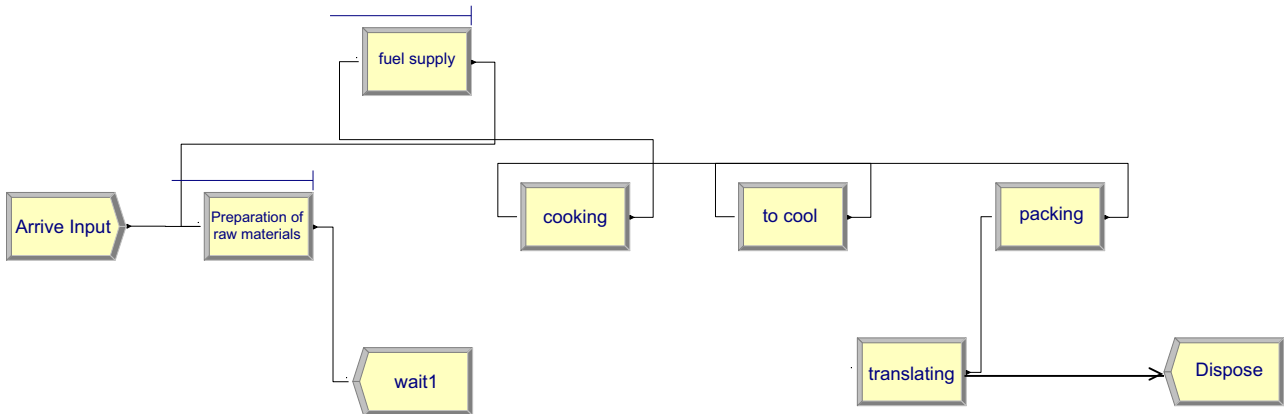 fuel supply
Arrive Input
Preparation of
raw materials
cooking
to cool
packing
wait1
translating
Dispose